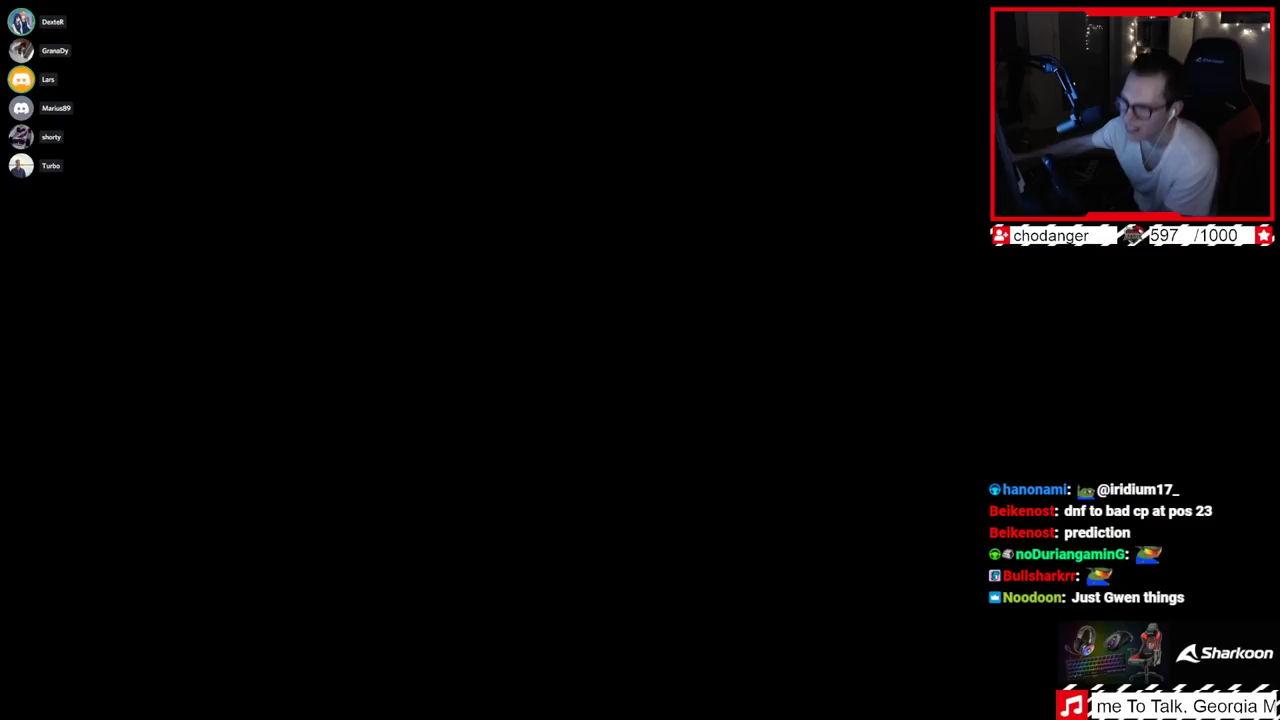 DexteR
GranaDy
Lars
Marius89
shorty
Turbo
Sharkoon
chodanger 597 /1000
hanonami: @iridium17_
Beikenost: dnf to bad cp at pos 23
Beikenost: prediction
noDuriangaminG:
Bullsharkrr:
Noodoon: Just Gwen things
Sharkoon
me To Talk, Georgia M